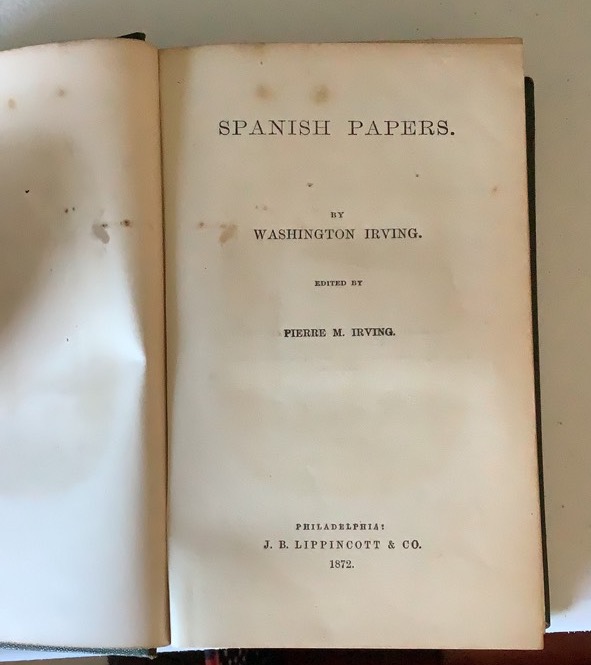 SPANISH PAPERS.
BY
WASHINGTON IRVING.
EDITED BY
PIERRE M. IRVING.
PHILADELPHIA:
J. B. LIPPINCOTT & CO.
1872.